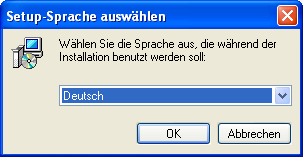 Setup-Sprache auswählen
Wählen Sie die Sprache aus, die während der
Installation benutzt werden soll:
Deutsch
OK
Abbrechen